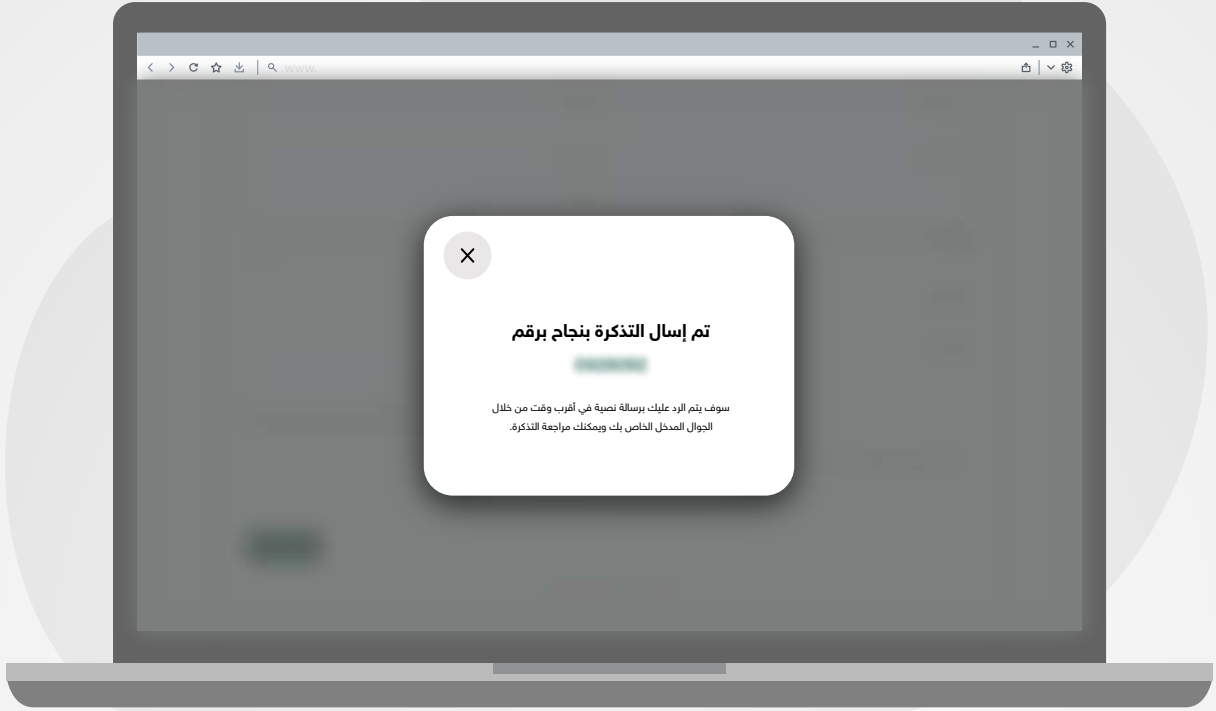 www.
تم إسال التذكرة بنجاح برقم
سوف يتم الرد عليك برسالة نصية في أقرب وقت من خلال
الجوال المدخل الخاص بك ويمكنك مراجعة التذكرة.